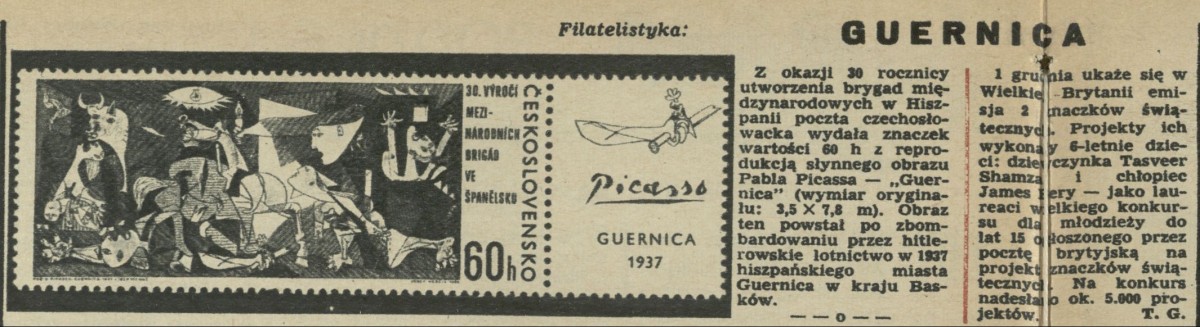 Filatelistyka:
GUERNICA
30. VÝROČÍ
MEZI-
NÁRODNÍCH
BRIGÁD
VE
ŠPANĚLSKU
ČESKOSLOVENSKO
60h
Picasso
GUERNICA
1937
Z okazji 30 rocznicy
utworzenia brygad mię-
dzynarodowych w Hisz-
panii poczta czechosło-
wacka wydała znaczek
wartości 60 h z repro-
dukcją słynnego obrazu
Pabla Picassa — „Guer-
nica” (wymiar orygina-
łu: 3,5 × 7,8 m). Obraz
ten powstał po zbom-
bardowaniu przez hitle-
rowskie lotnictwo w 1937
hiszpańskiego miasta
Guernica w kraju Bas-
ków.
— — o — —
1 grudnia ukaże się w
Wielkiej Brytanii emi-
sja 2 znaczków świą-
tecznych. Projekty ich
wykonały 6-letnie dzie-
ci: dziewczynka Tasveer
Shamza i chłopiec
James — jako lau-
reaci wielkiego konkur-
su dla młodzieży do
lat 15 ogłoszonego przez
pocztę brytyjską na
projekt znaczków świą-
tecznych. Na konkurs
nadesłano ok. 5.000 pro-
jektów.
T. G.